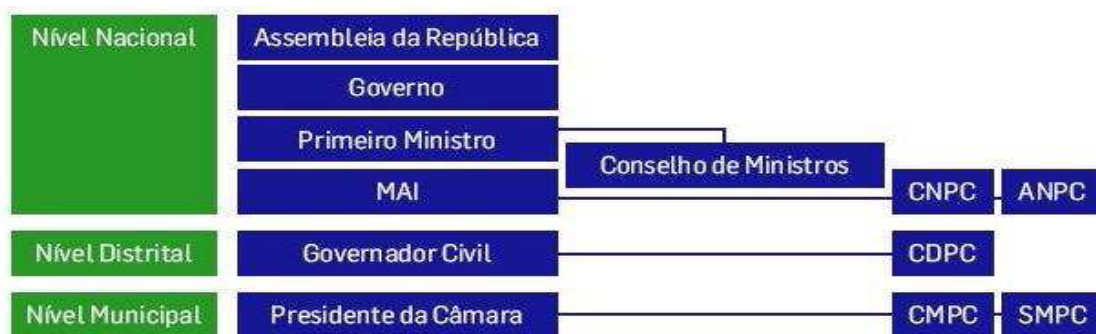 Nível Nacional
Assembleia da República
Governo
Primeiro Ministro
Conselho de Ministros
MAI
CNPC
ANPC
Nível Distrital
Governador Civil
CDPC
Nível Municipal
Presidente da Câmara
CMPC
SMPC